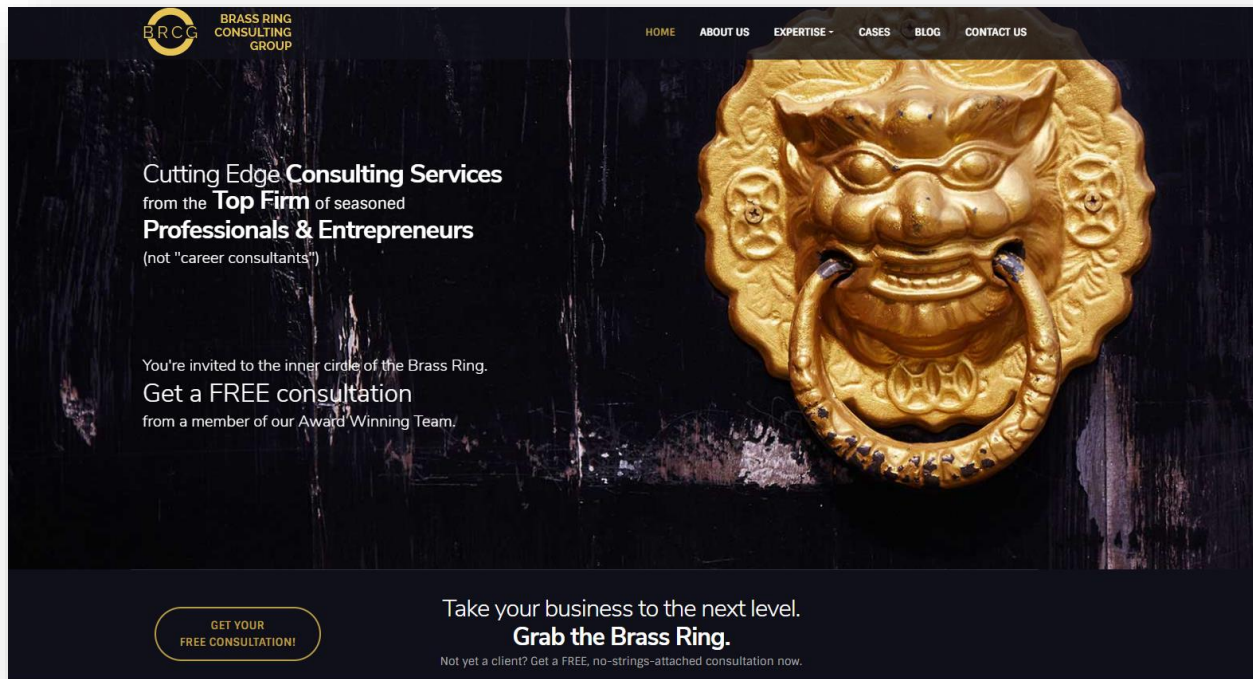 BRCG
BRASS RING
CONSULTING
GROUP
HOME
ABOUT US
EXPERTISE
CASES
BLOG
CONTACT US
Cutting Edge Consulting Services
from the Top Firm of seasoned
Professionals & Entrepreneurs
(not "career consultants")
You're invited to the inner circle of the Brass Ring.
Get a FREE consultation
from a member of our Award Winning Team.
GET YOUR
FREE CONSULTATION!
Take your business to the next level.
Grab the Brass Ring.
Not yet a client? Get a FREE, no-strings-attached consultation now.